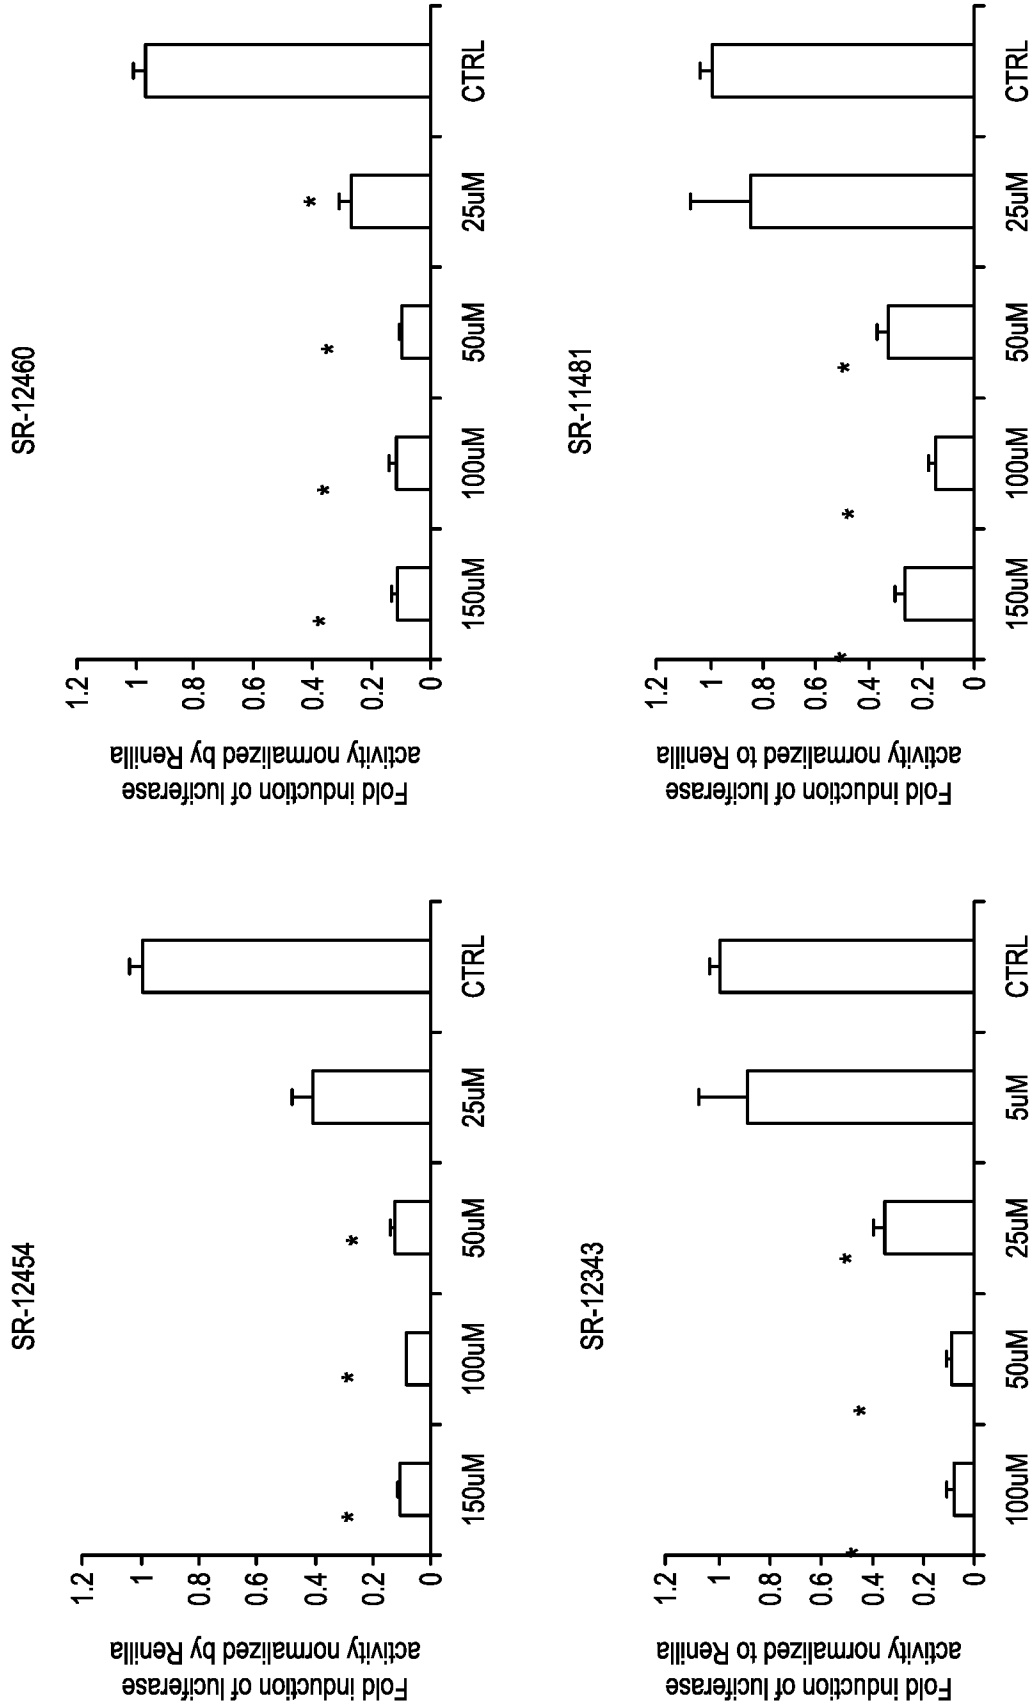 SR-12454
Fold induction of luciferase
activity normalized by Renilla
1.2
1
0.8
0.6
0.4
0.2
0
*
*
*
150uM
100uM
50uM
25uM
CTRL
SR-12460
Fold induction of luciferase
activity normalized by Renilla
1.2
1
0.8
0.6
0.4
0.2
0
*
*
*
*
150uM
100uM
50uM
25uM
CTRL
SR-12343
Fold induction of luciferase
activity normalized to Renilla
1.2
1
0.8
0.6
0.4
0.2
0
*
*
*
100uM
50uM
25uM
5uM
CTRL
SR-11481
Fold induction of luciferase
activity normalized to Renilla
1.2
1
0.8
0.6
0.4
0.2
0
*
*
*
150uM
100uM
50uM
25uM
CTRL